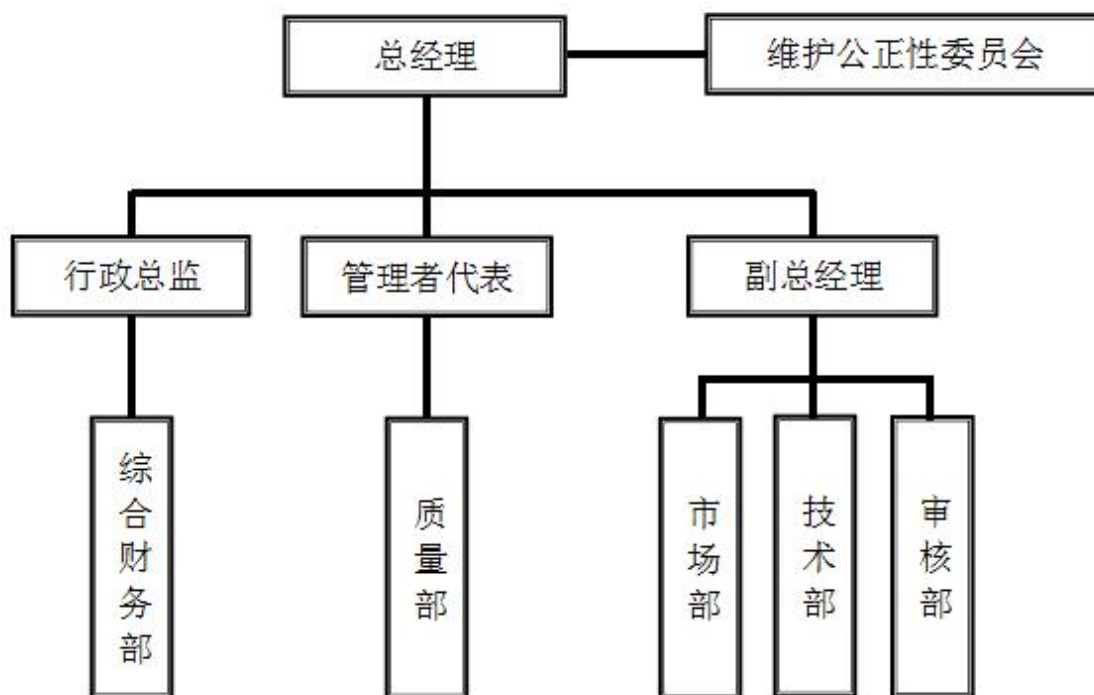 总经理
维护公正性委员会
行政总监
管理者代表
副总经理
综合财务部
质量部
市场部
技术部
审核部